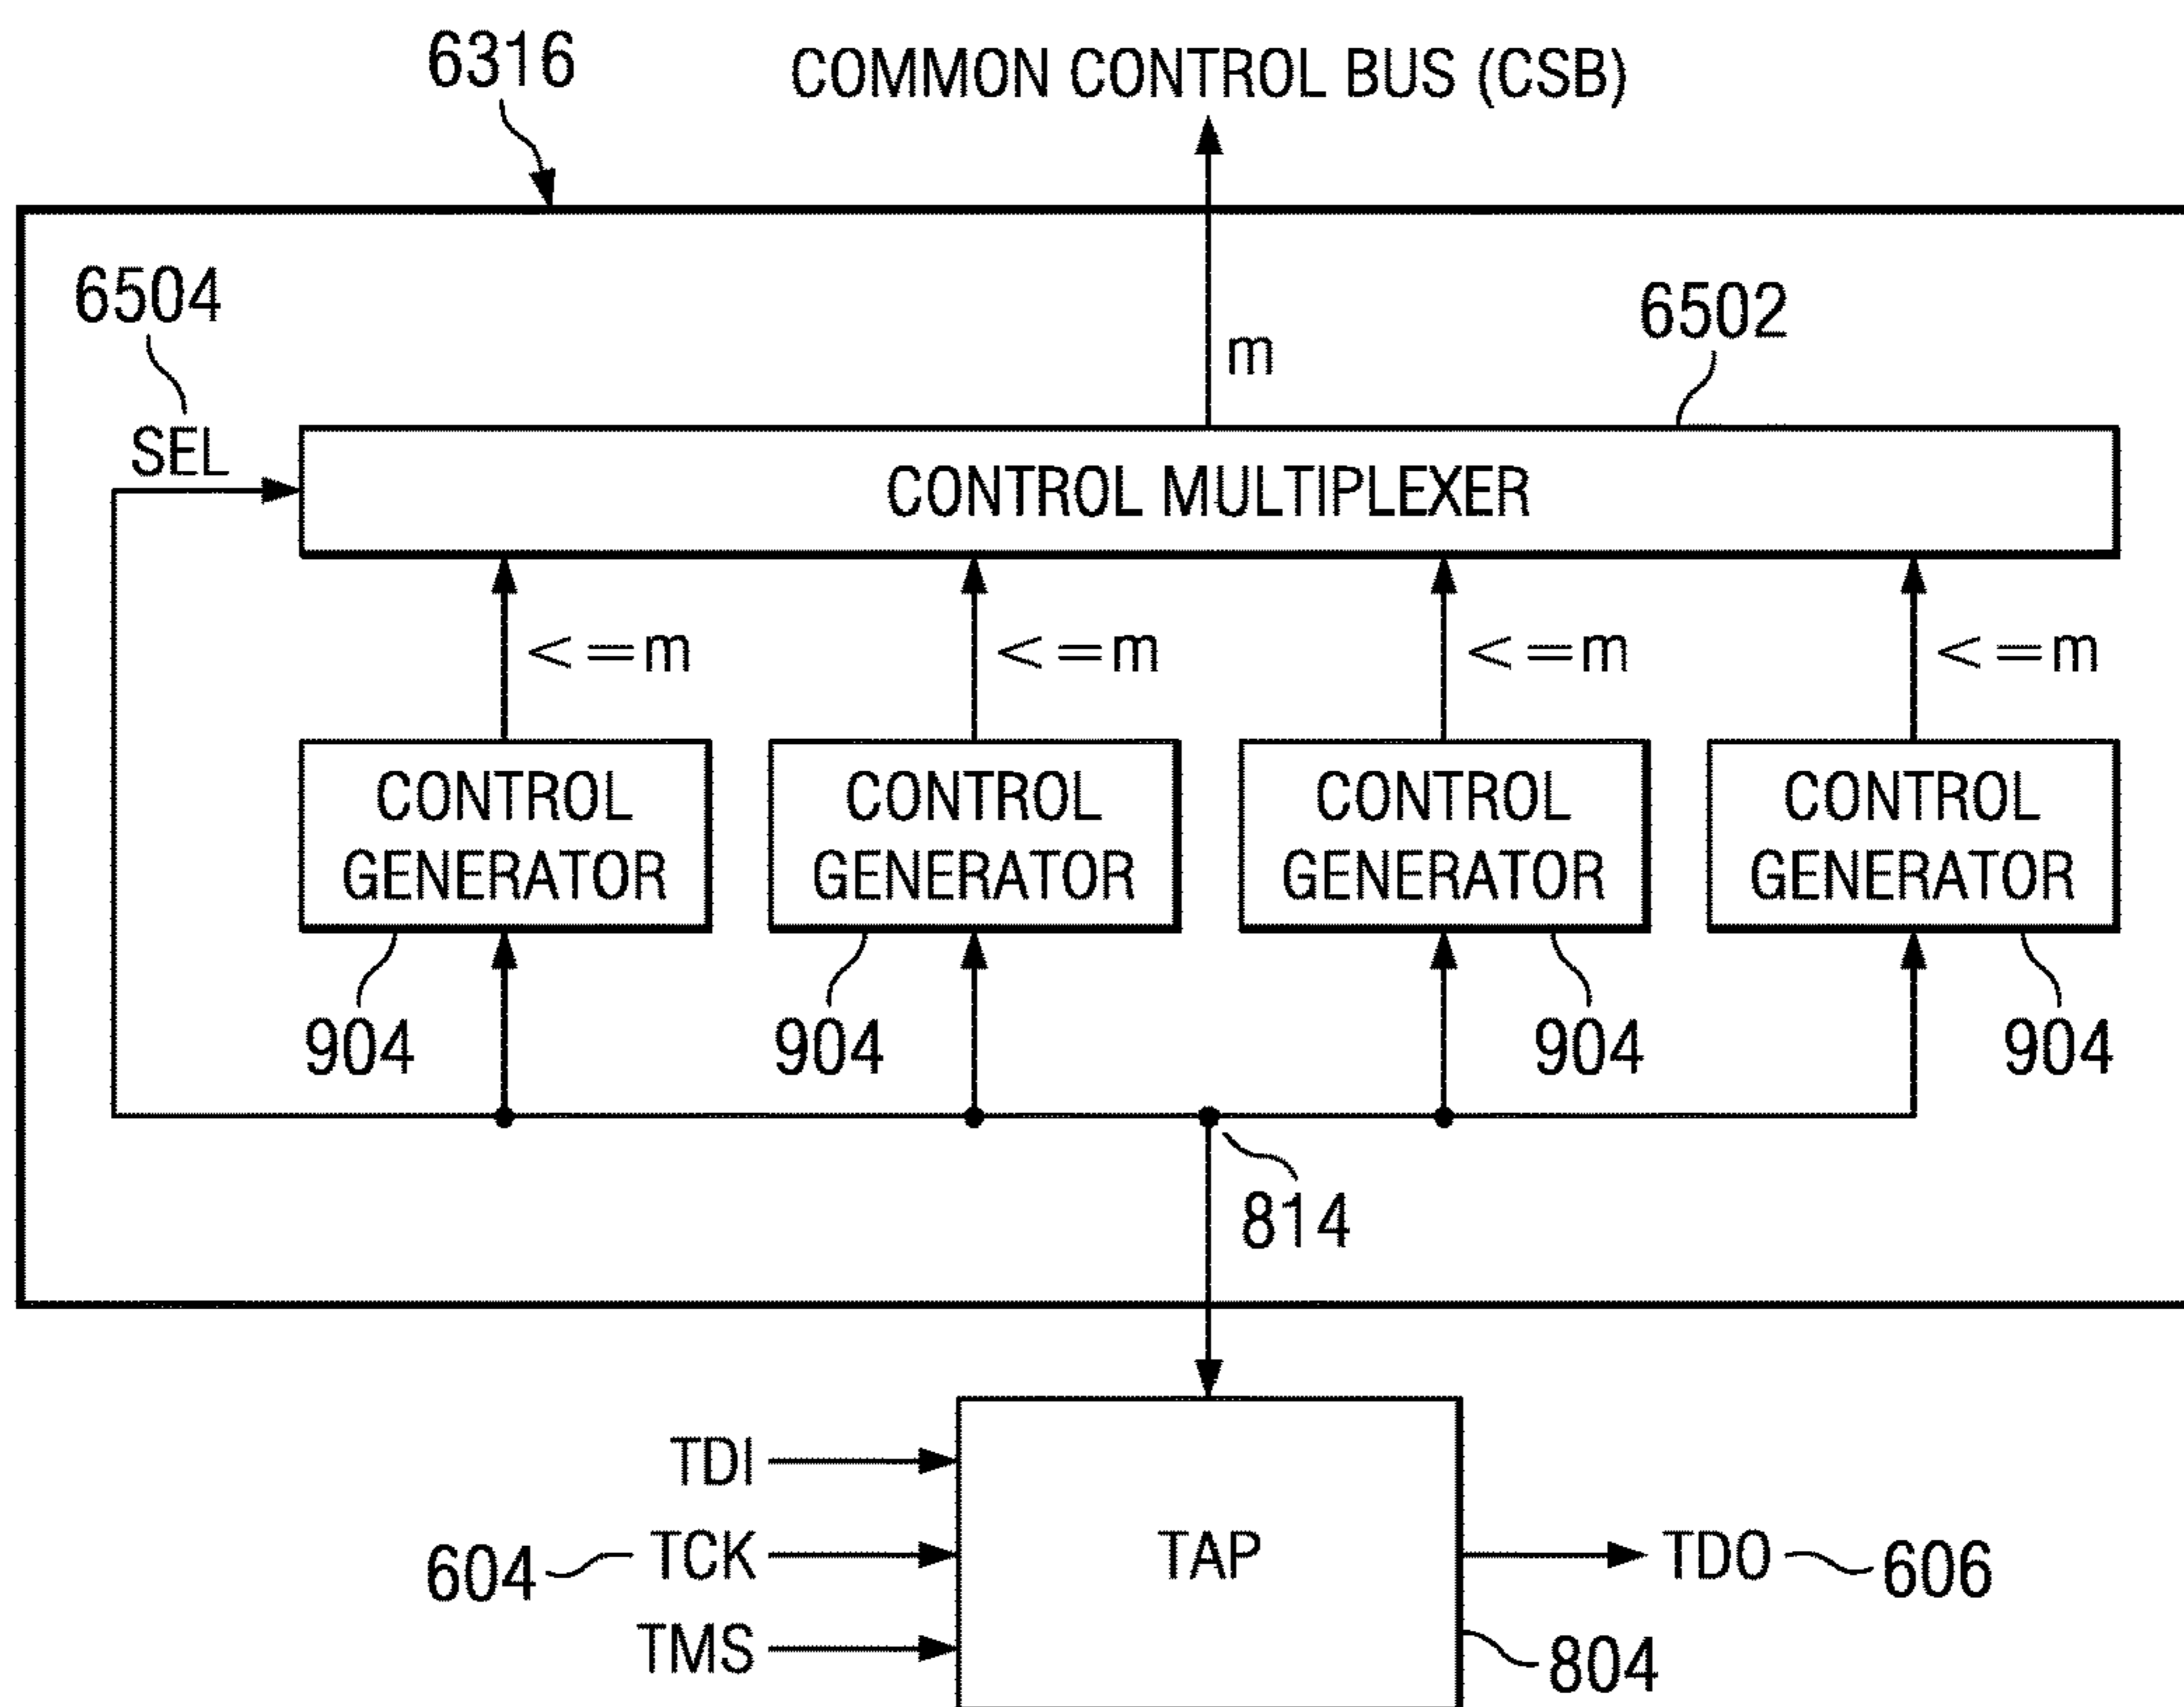 6316
COMMON CONTROL BUS (CSB)
6504
6502
m
SEL
CONTROL MULTIPLEXER
<=m
<=m
<=m
<=m
CONTROL
GENERATOR
CONTROL
GENERATOR
CONTROL
GENERATOR
CONTROL
GENERATOR
904
904
904
904
814
TDI
604
TCK
TAP
TDO
606
TMS
804